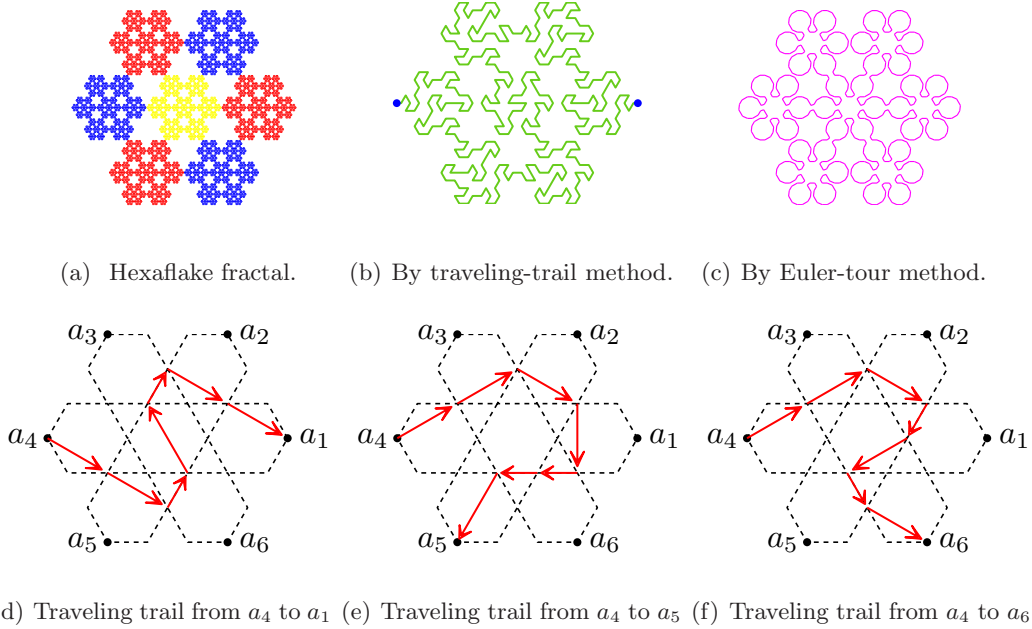 (a) Hexaflake fractal.
(b) By traveling-trail method.
(c) By Euler-tour method.
a3
a2
a4
a1
a5
a6
a3
a2
a4
a1
a5
a6
a3
a2
a4
a1
a5
a6
d) Traveling trail from a4 to a1
(e) Traveling trail from a4 to a5
(f) Traveling trail from a4 to a6